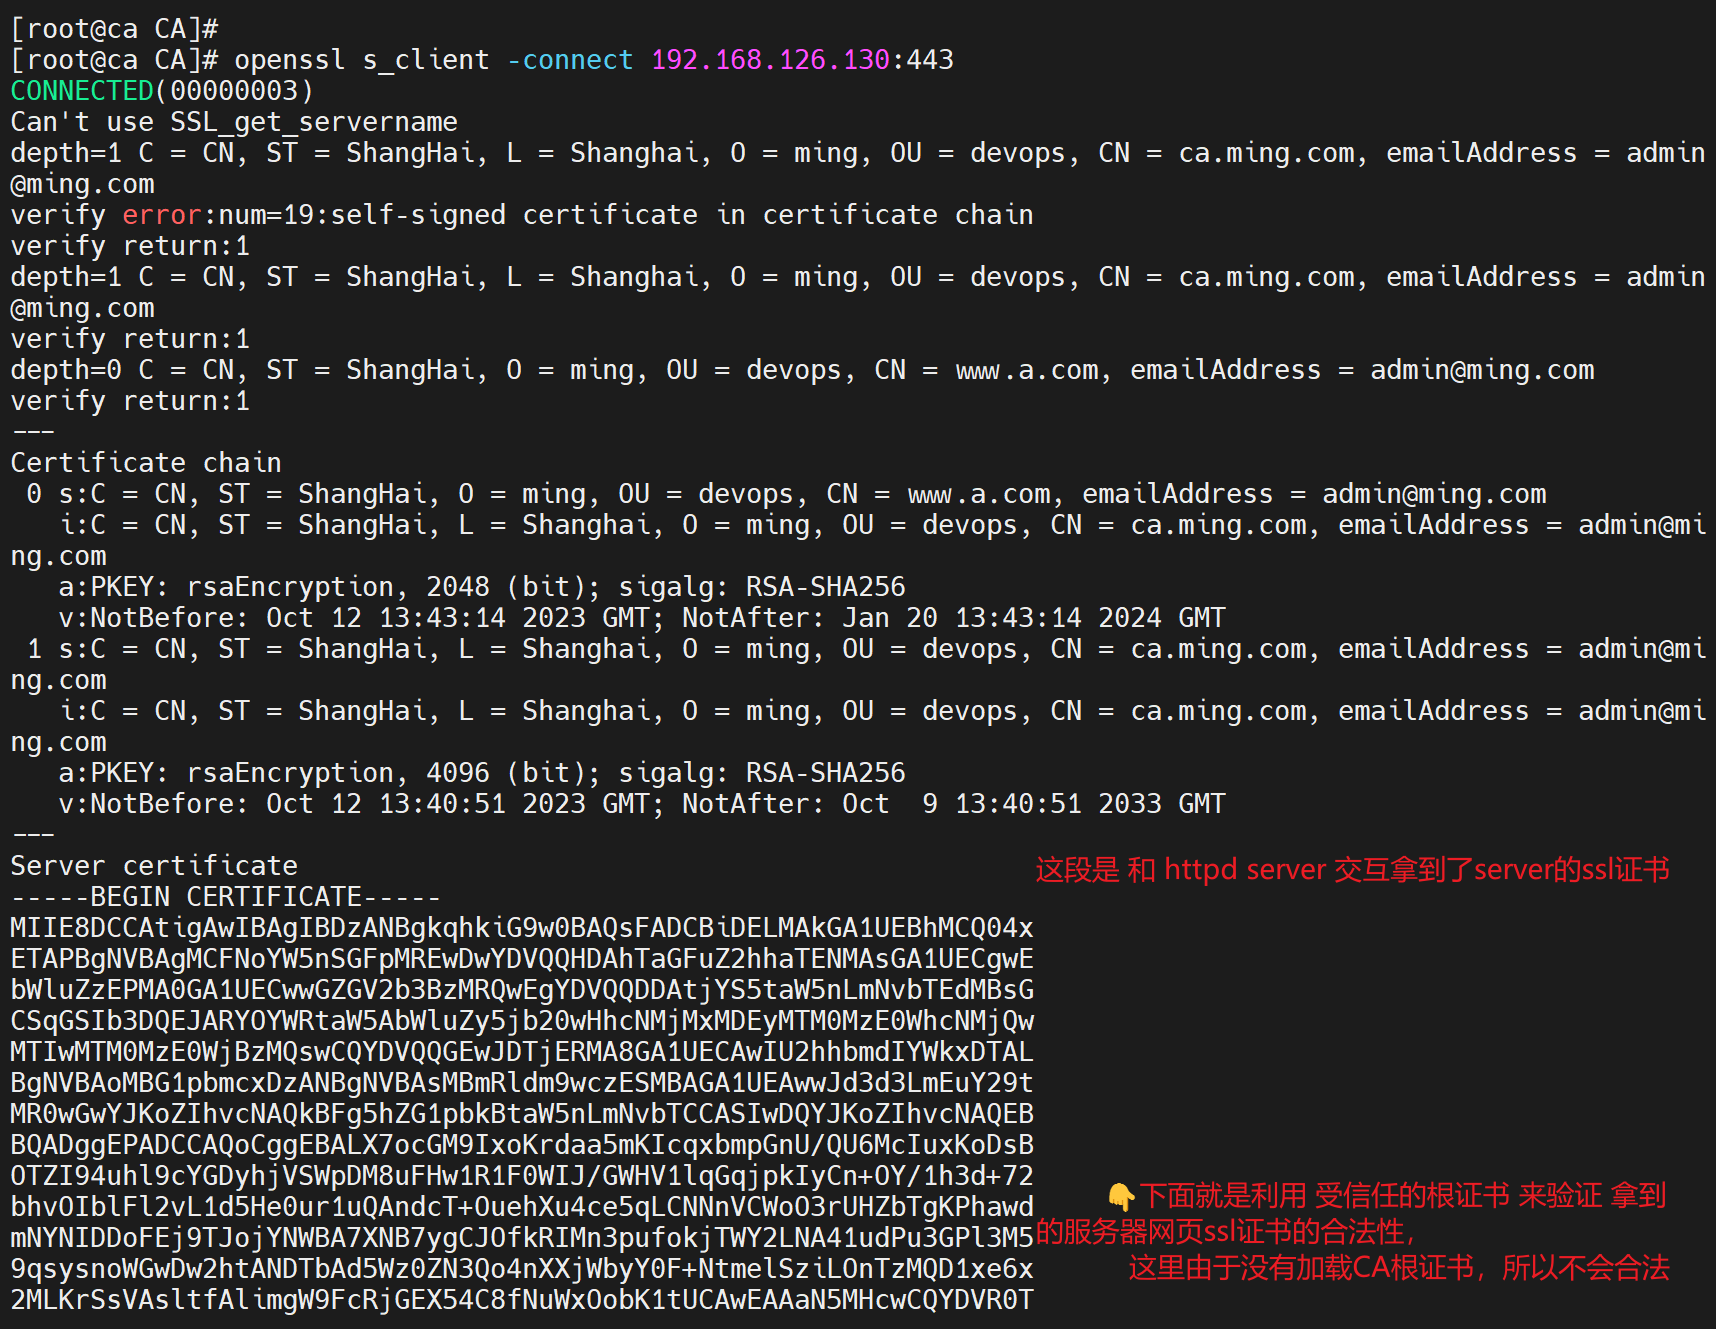 [root@ca CA]#
[root@ca CA]# openssl s_client -connect 192.168.126.130:443
CONNECTED(00000003)
Can't use SSL_get_servername
depth=1 C = CN, ST = ShangHai, L = Shanghai, O = ming, OU = devops, CN = ca.ming.com, emailAddress = admin
@ming.com
verify error:num=19:self-signed certificate in certificate chain
verify return:1
depth=1 C = CN, ST = ShangHai, L = Shanghai, O = ming, OU = devops, CN = ca.ming.com, emailAddress = admin
@ming.com
verify return:1
depth=0 C = CN, ST = ShangHai, O = ming, OU = devops, CN = www.a.com, emailAddress = admin@ming.com
verify return:1
---
Certificate chain
 0 s:C = CN, ST = ShangHai, O = ming, OU = devops, CN = www.a.com, emailAddress = admin@ming.com
   i:C = CN, ST = ShangHai, L = Shanghai, O = ming, OU = devops, CN = ca.ming.com, emailAddress = admin@mi
ng.com
   a:PKEY: rsaEncryption, 2048 (bit); sigalg: RSA-SHA256
   v:NotBefore: Oct 12 13:43:14 2023 GMT; NotAfter: Jan 20 13:43:14 2024 GMT
 1 s:C = CN, ST = ShangHai, L = Shanghai, O = ming, OU = devops, CN = ca.ming.com, emailAddress = admin@mi
ng.com
   i:C = CN, ST = ShangHai, L = Shanghai, O = ming, OU = devops, CN = ca.ming.com, emailAddress = admin@mi
ng.com
   a:PKEY: rsaEncryption, 4096 (bit); sigalg: RSA-SHA256
   v:NotBefore: Oct 12 13:40:51 2023 GMT; NotAfter: Oct  9 13:40:51 2033 GMT
---
Server certificate
这段是 和 httpd server 交互拿到了server的ssl证书
-----BEGIN CERTIFICATE-----
MIIE8DCCAtigAwIBAgIBDzANBgkqhkiG9w0BAQsFADCBiDELMAkGA1UEBhMCQ04x
ETAPBgNVBAgMCFNoYW5nSGFpMREwDwYDVQQHDAhTaGFuZ2hhaTENMAsGA1UECgwE
bWluZzEPMA0GA1UECwwGZGV2b3BzMRQwEgYDVQQDDAtjYS5taW5nLmNvbTEdMBsG
CSqGSIb3DQEJARYOYWRtaW5AbWluZy5jb20wHhcNMjMxMDEyMTM0MzE0WhcNMjQw
MTIwMTM0MzE0WjBzMQswCQYDVQQGEwJDTjERMA8GA1UECAwIU2hhbmdIYWkxDTAL
BgNVBAoMBG1pbmcxDzANBgNVBAsMBmRldm9wczESMBAGA1UEAwwJd3d3LmEuY29t
MR0wGwYJKoZIhvcNAQkBFg5hZG1pbkBtaW5nLmNvbTCCASIwDQYJKoZIhvcNAQEB
BQADggEPADCCAQoCggEBALX7ocGM9IxoKrdaa5mKIcqxbmpGnU/QU6McIuxKoDsB
OTZI94uhl9cYGDyhjVSWpDM8uFHw1R1F0WIJ/GWHV1lqGqjpkIyCn+OY/1h3d+72
bhvOIblFl2vL1d5He0ur1uQAndcT+OuehXu4ce5qLCNNnVCWoO3rUHZbTgKPhawd
👇下面就是利用 受信任的根证书 来验证 拿到
mNYNIDDoFEj9TJojYNWBA7XNB7ygCJOfkRIMn3pufokjTWY2LNA41udPu3GPl3M5
的服务器网页ssl证书的合法性，
9qsysnoWGwDw2htANDTbAd5Wz0ZN3Qo4nXXjWbyY0F+NtmelSziLOnTzMQD1xe6x
这里由于没有加载CA根证书，所以不会合法
2MLKrSsVAsltfAlimgW9FcRjGEX54C8fNuWxOobK1tUCAwEAAaN5MHcwCQYDVR0T